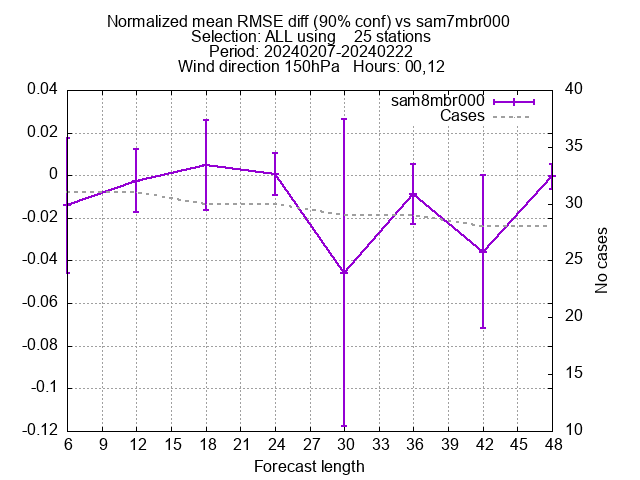 Normalized mean RMSE diff (90% conf) vs sam7mbr000
Selection: ALL using    25 stations
Period: 20240207-20240222
Wind direction 150hPa   Hours: 00,12
sam8mbr000
Cases
0.04
0.02
0
-0.02
-0.04
-0.06
-0.08
-0.1
-0.12
40
35
30
25
20
15
10
No cases
6 9 12 15 18 21 24 27 30 33 36 39 42 45 48
Forecast length